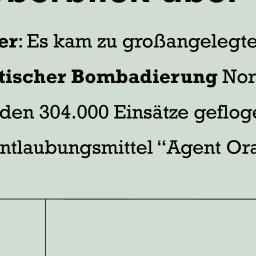 er: Es kam zu großangelegte
tischer Bombadierung Nor
den 304.000 Einsätze gefloge
ntlaubungsmittel “Agent Ora